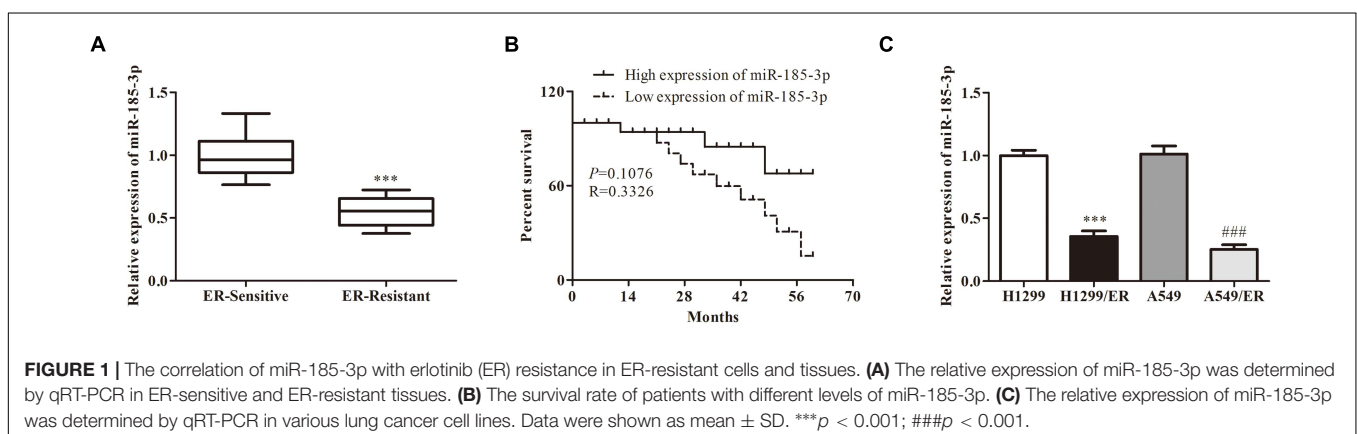 A
Relative expression of miR-185-3p
1.5
1.0
0.5
0.0
***
ER-Sensitive
ER-Resistant
B
High expression of miR-185-3p
Low expression of miR-185-3p
Percent survival
120
60
0
P=0.1076
R=0.3326
0 14 28 42 56 70
Months
C
Relative expression of miR-185-3p
1.5
1.0
0.5
0.0
***
###
H1299 H1299/ER A549 A549/ER
FIGURE 1 | The correlation of miR-185-3p with erlotinib (ER) resistance in ER-resistant cells and tissues. (A) The relative expression of miR-185-3p was determined
by qRT-PCR in ER-sensitive and ER-resistant tissues. (B) The survival rate of patients with different levels of miR-185-3p. (C) The relative expression of miR-185-3p
was determined by qRT-PCR in various lung cancer cell lines. Data were shown as mean ± SD. ***p < 0.001; ###p < 0.001.